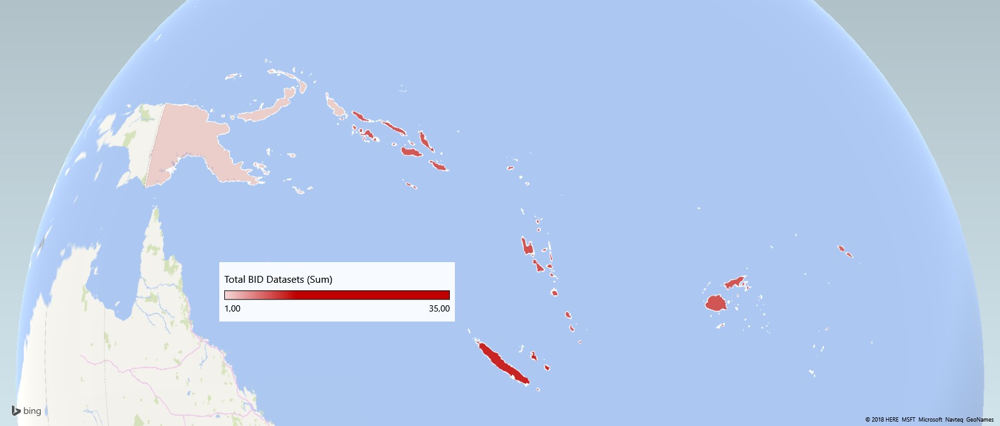 Total BID Datasets (Sum)
1,00 35,00
bing
© 2018 HERE MSFT Microsoft Navteq GeoNames